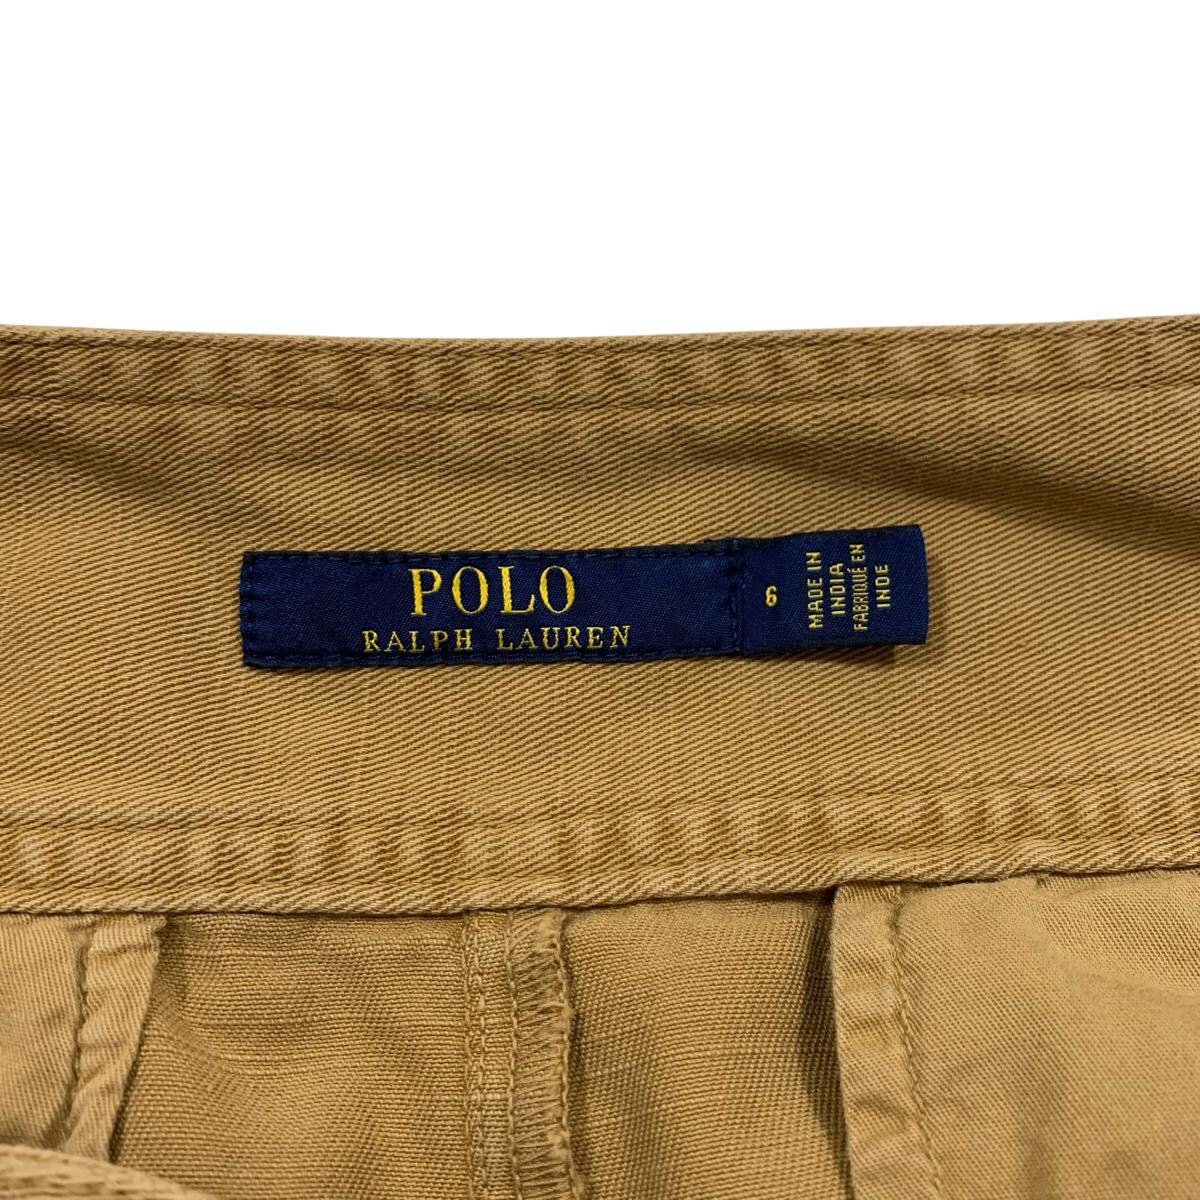 POLO
RALPH LAUREN
6
MADE IN
INDIA
FABRIQUÉ EN
INDE